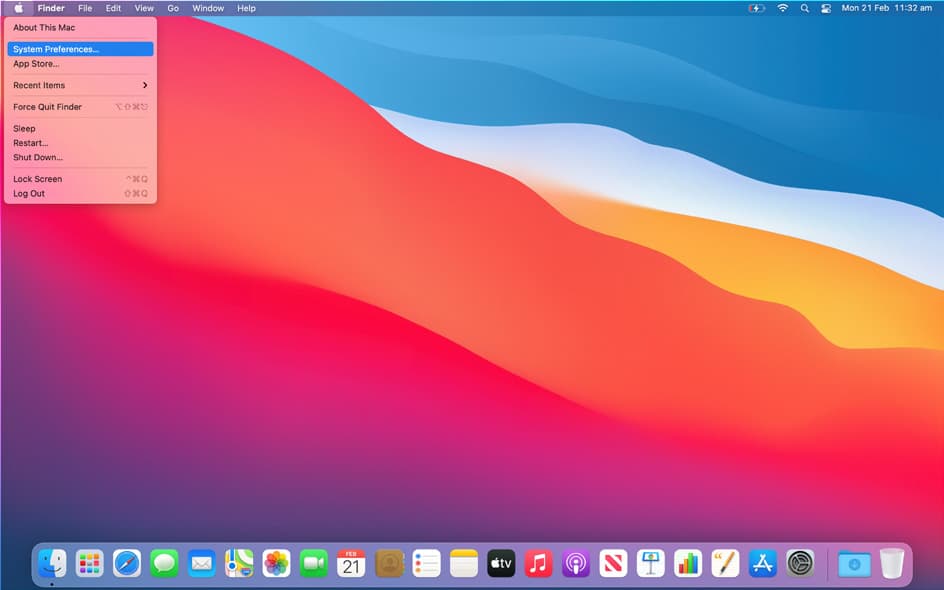 Finder File Edit View Go Window Help Mon 21 Feb 11:32 am
About This Mac
System Preferences...
App Store...
Recent Items
Force Quit Finder ⌥⇧⌘⎋
Sleep
Restart...
Shut Down...
Lock Screen ^⌘Q
Log Out ⇧⌘Q
FEB
21
tv